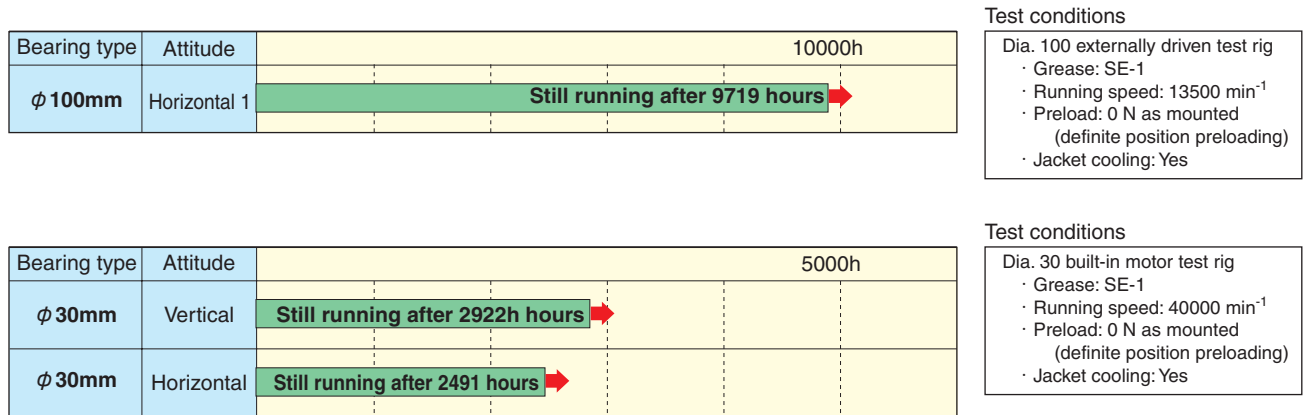 Test conditions
Bearing type Attitude 10000h
φ100mm Horizontal 1 Still running after 9719 hours
Dia. 100 externally driven test rig
· Grease: SE-1
· Running speed: 13500 min⁻¹
· Preload: 0 N as mounted
(definite position preloading)
· Jacket cooling: Yes
Test conditions
Bearing type Attitude 5000h
φ30mm Vertical Still running after 2922h hours
φ30mm Horizontal Still running after 2491 hours
Dia. 30 built-in motor test rig
· Grease: SE-1
· Running speed: 40000 min⁻¹
· Preload: 0 N as mounted
(definite position preloading)
· Jacket cooling: Yes